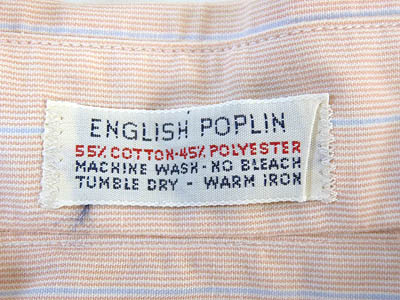 ENGLISH POPLIN
55% COTTON·45% POLYESTER
MACHINE WASH - NO BLEACH
TUMBLE DRY - WARM IRON